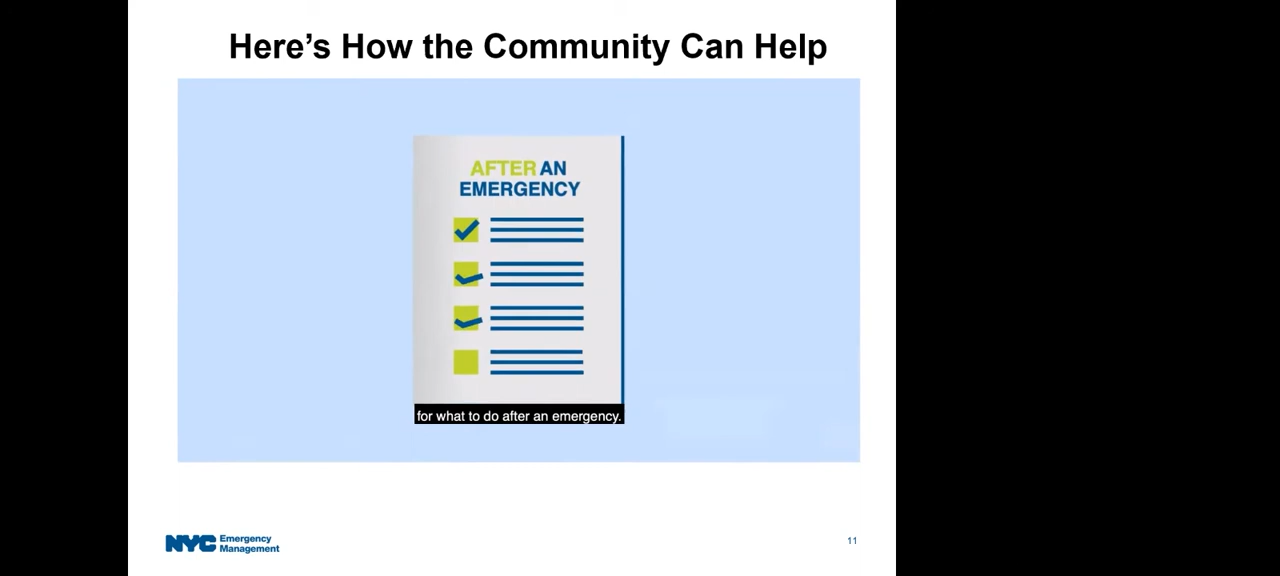 Here’s How the Community Can Help
AFTER AN
EMERGENCY
for what to do after an emergency.
NYC Emergency
Management
11